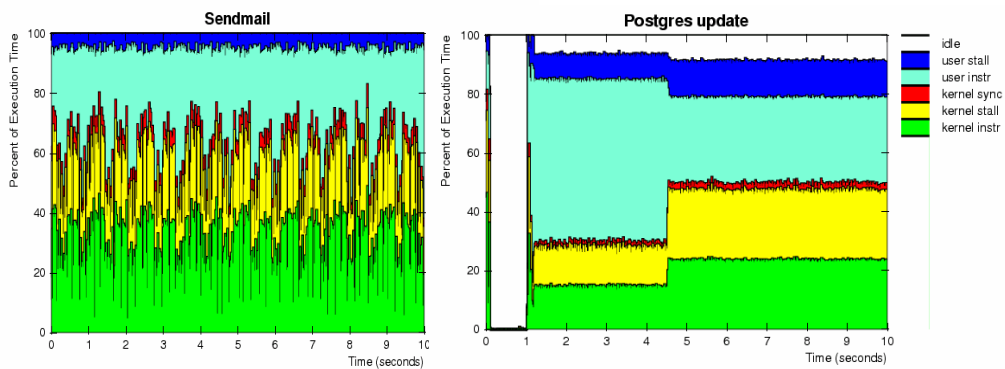 Sendmail
Percent of Execution Time
100
80
60
40
20
0
0 1 2 3 4 5 6 7 8 9 10
Time (seconds)
Postgres update
Percent of Execution Time
100
80
60
40
20
0
0 1 2 3 4 5 6 7 8 9 10
Time (seconds)
idle
user stall
user instr
kernel sync
kernel stall
kernel instr